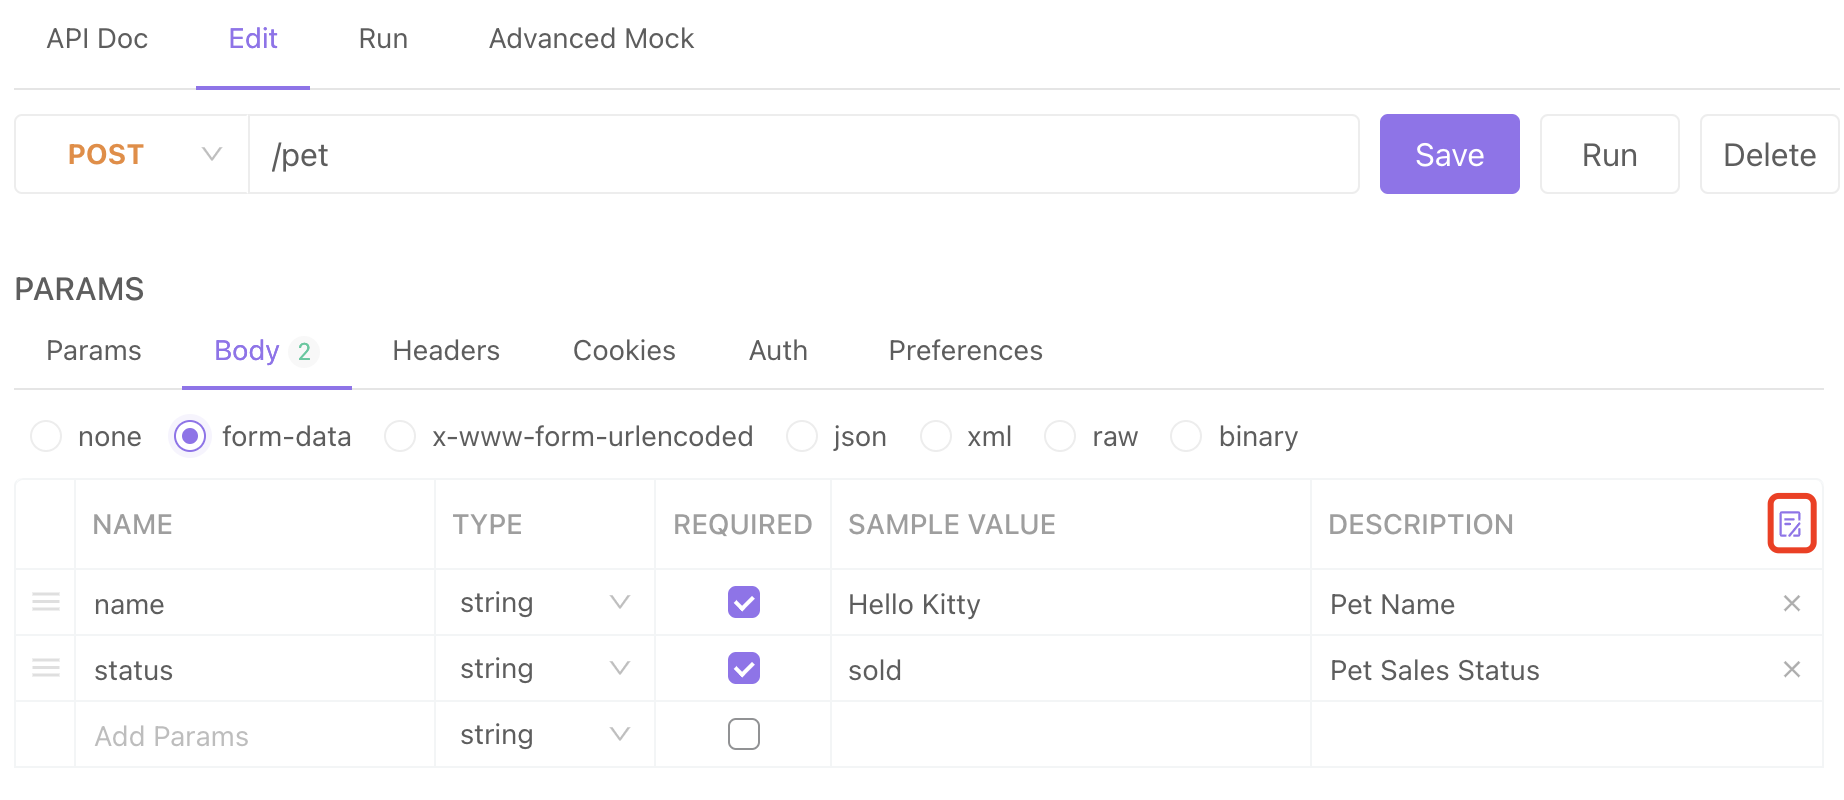 API Doc Edit Run Advanced Mock
POST /pet Save Run Delete
PARAMS
Params Body 2 Headers Cookies Auth Preferences
none form-data x-www-form-urlencoded json xml raw binary
NAME TYPE REQUIRED SAMPLE VALUE DESCRIPTION
name string Hello Kitty Pet Name
status string sold Pet Sales Status
Add Params string